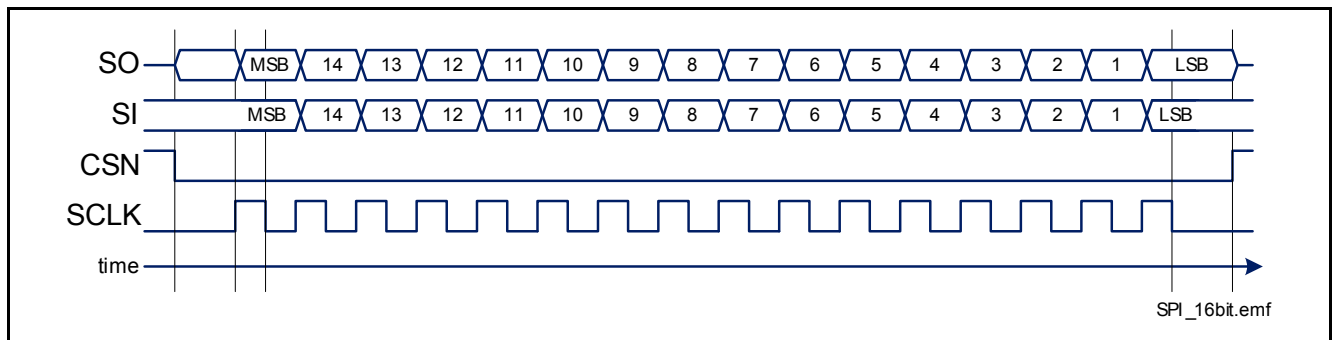 SO MSB 14 13 12 11 10 9 8 7 6 5 4 3 2 1 LSB
SI MSB 14 13 12 11 10 9 8 7 6 5 4 3 2 1 LSB
CSN
SCLK
time
SPI_16bit.emf